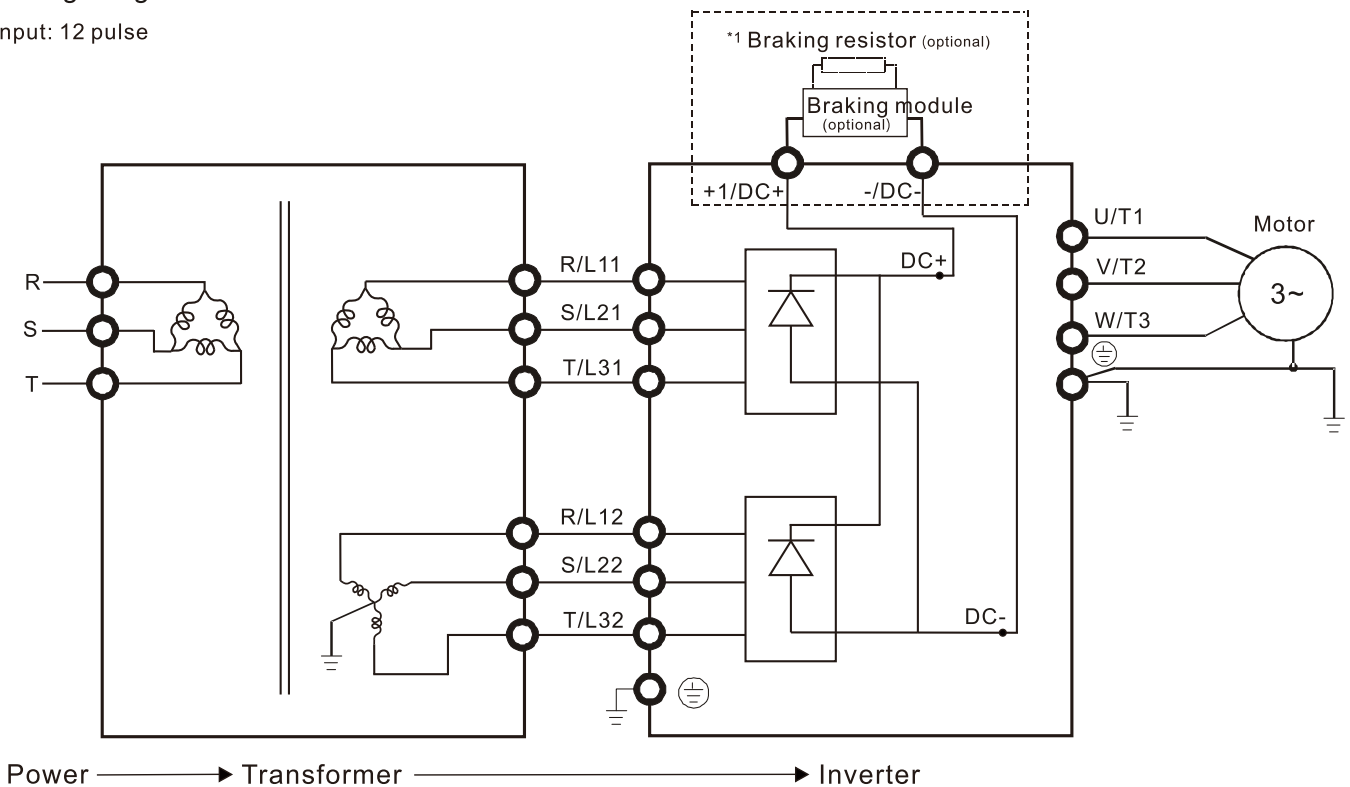 nput: 12 pulse
*1 Braking resistor (optional)
Braking module
(optional)
+1/DC+
-/DC-
R
S
T
R/L11
S/L21
T/L31
R/L12
S/L22
T/L32
DC+
DC-
U/T1
V/T2
W/T3
Motor
3~
Power
Transformer
Inverter